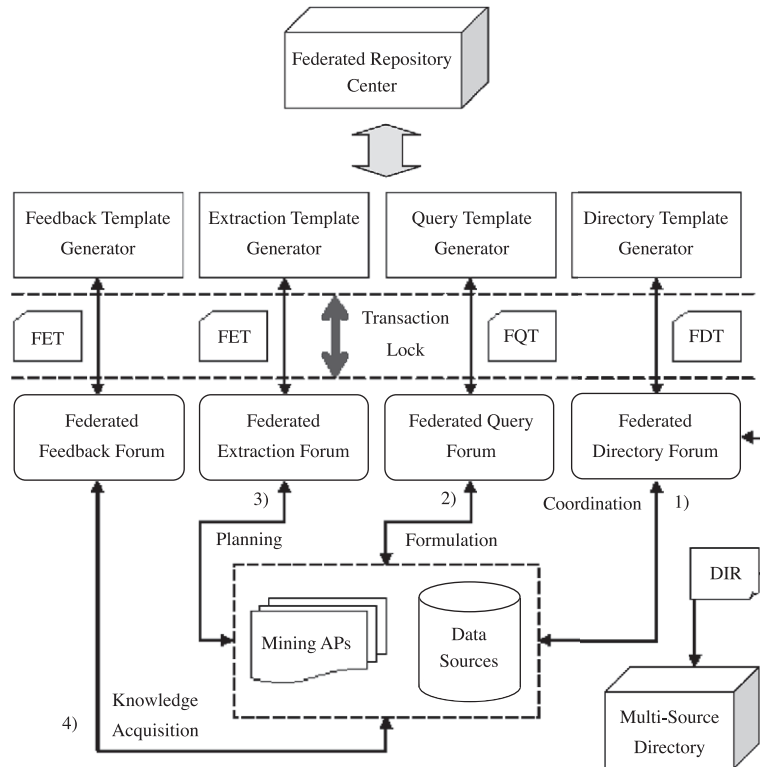 Federated Repository
Center
Feedback Template
Generator
Extraction Template
Generator
Query Template
Generator
Directory Template
Generator
FET
FET
Transaction
Lock
FQT
FDT
Federated
Feedback Forum
Federated
Extraction Forum
Federated Query
Forum
Federated
Directory Forum
3)
Planning
2)
Formulation
Coordination
1)
Mining APs
Data
Sources
DIR
4)
Knowledge
Acquisition
Multi-Source
Directory